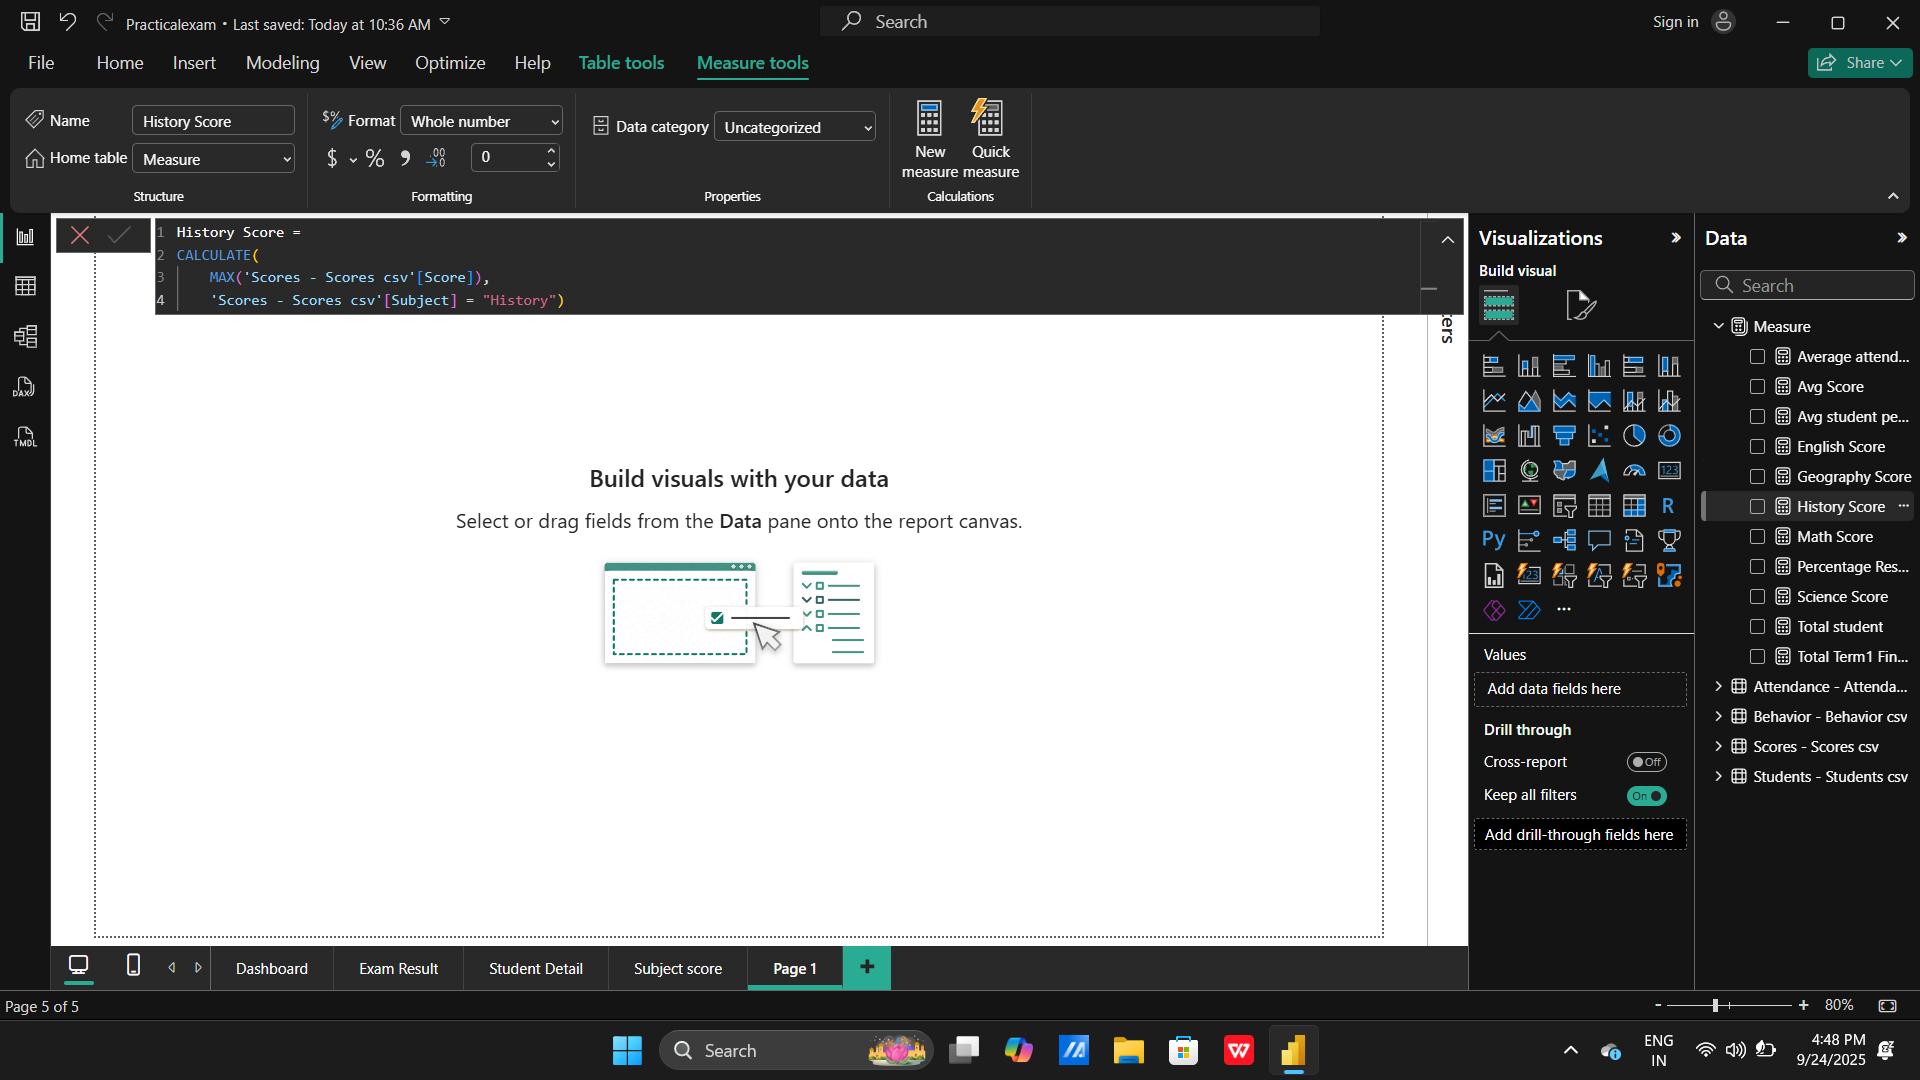 Practicalexam • Last saved: Today at 10:36 AM
Search
Sign in
File
Home
Insert
Modeling
View
Optimize
Help
Table tools
Measure tools
Share
Name
History Score
Home table
Measure
Structure
$% Format
Whole number
$ % 9 .00 →0
0
Formatting
Data category
Uncategorized
Properties
New measure
Quick measure
Calculations
1 History Score =
2 CALCULATE(
3 MAX('Scores - Scores csv'[Score]),
4 'Scores - Scores csv'[Subject] = "History")
DAX
TMDL
Build visuals with your data
Select or drag fields from the Data pane onto the report canvas.
Visualizations
Build visual
123
R
Py
123
Values
Add data fields here
Drill through
Cross-report
Off
Keep all filters
On
Add drill-through fields here
Data
Search
Measure
Average attend...
Avg Score
Avg student pe...
English Score
Geography Score
History Score
Math Score
Percentage Res...
Science Score
Total student
Total Term1 Fin...
Attendance - Attenda...
Behavior - Behavior csv
Scores - Scores csv
Students - Students csv
Dashboard
Exam Result
Student Detail
Subject score
Page 1
+
Page 5 of 5
- + 80%
Search
W
ENG
IN
4:48 PM
9/24/2025